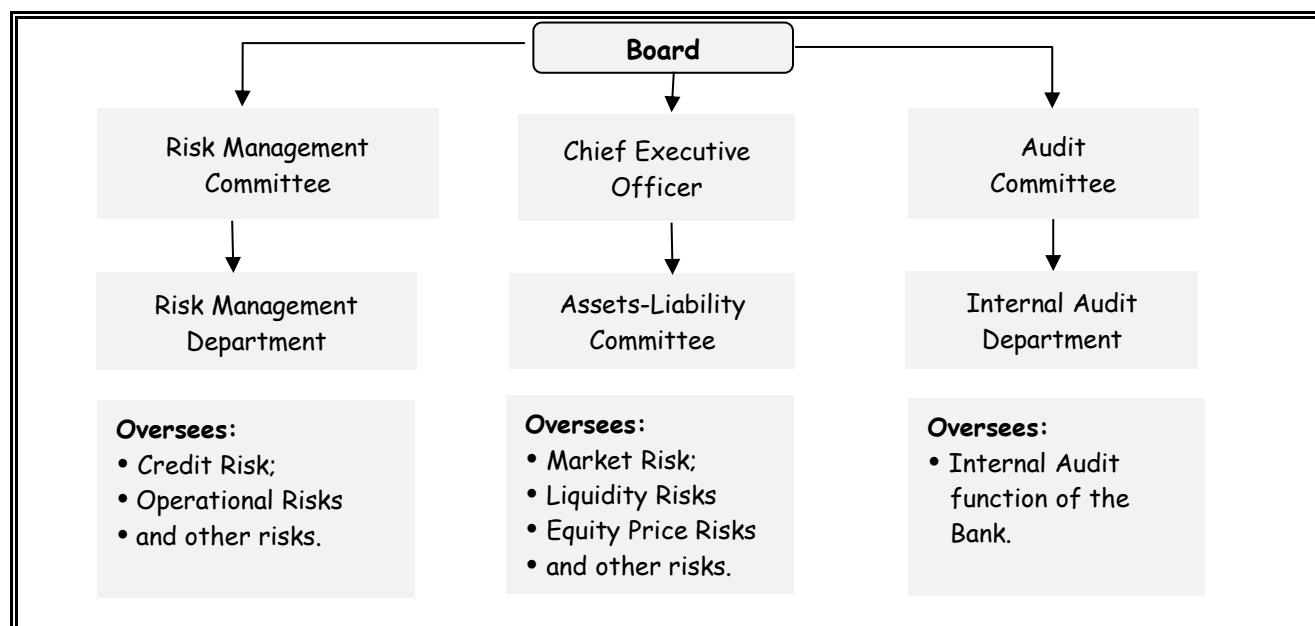 Board
Risk Management
Committee
Chief Executive
Officer
Audit
Committee
Risk Management
Department
Assets-Liability
Committee
Internal Audit
Department
Oversees:
• Credit Risk;
• Operational Risks
• and other risks.
Oversees:
• Market Risk;
• Liquidity Risks
• Equity Price Risks
• and other risks.
Oversees:
• Internal Audit
function of the
Bank.